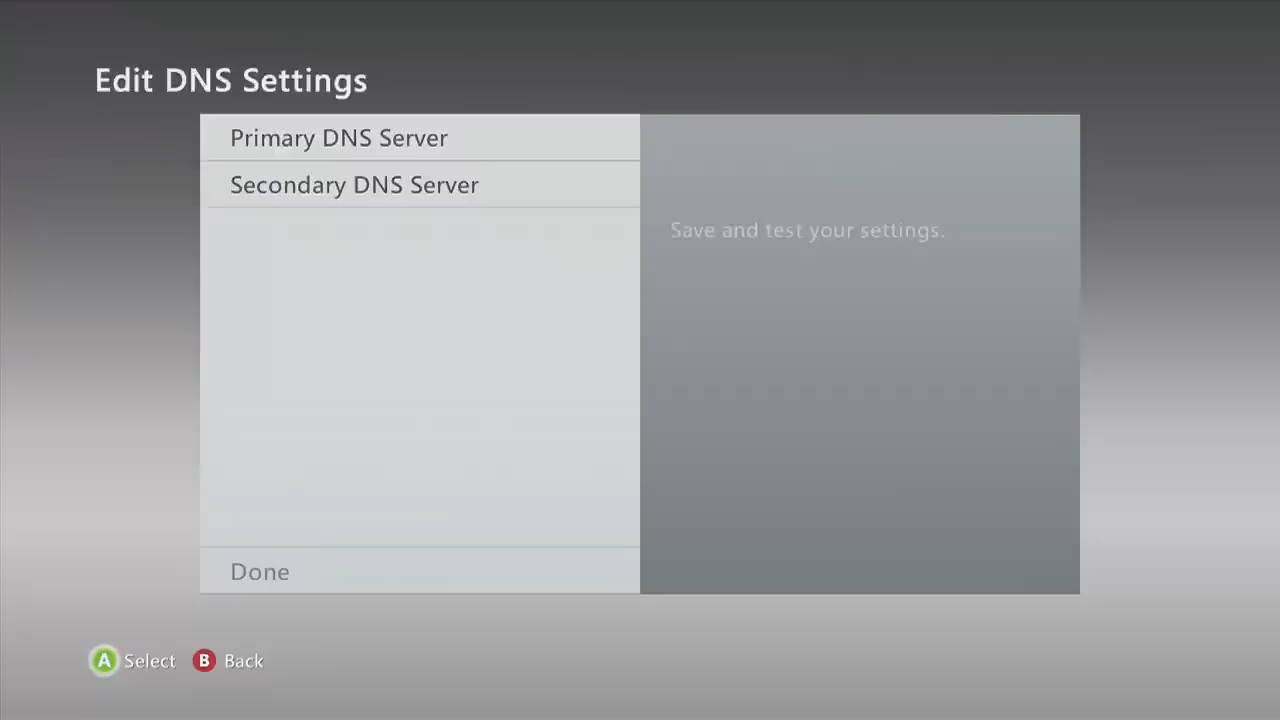 Edit DNS Settings
Primary DNS Server
Secondary DNS Server
Save and test your settings.
Done
A Select B Back